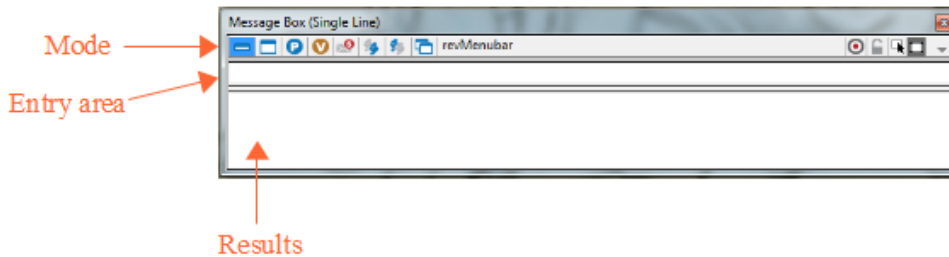 Message Box (Single Line)
Mode
P V revMenubar
Entry area
Results